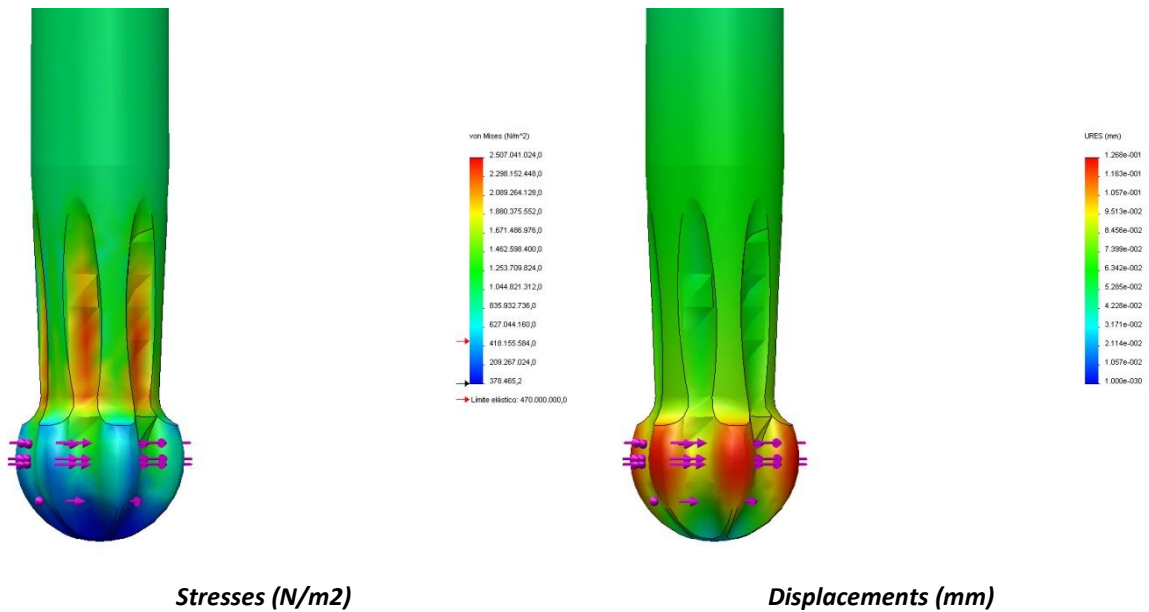 von Mises (N/m^2)
2.507.041.024,0
2.298.152.448,0
2.089.264.128,0
1.880.375.552,0
1.671.486.976,0
1.462.598.400,0
1.253.709.824,0
1.044.821.312,0
835.932.736,0
627.044.160,0
418.155.584,0
209.267.024,0
378.465,2
Límite elástico: 470.000.000,0
URES (mm)
1.268e-001
1.163e-001
1.057e-001
9.513e-002
8.456e-002
7.399e-002
6.342e-002
5.285e-002
4.228e-002
3.171e-002
2.114e-002
1.057e-002
1.000e-030
Stresses (N/m2)
Displacements (mm)